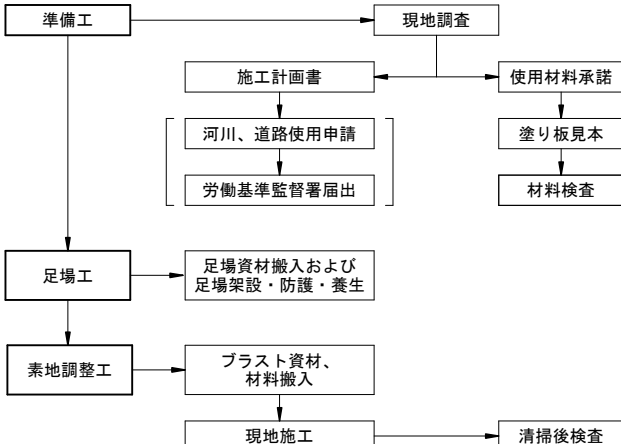 準備工
現地調査
施工計画書
使用材料承諾
河川、道路使用申請
塗り板見本
労働基準監督署届出
材料検査
足場工
足場資材搬入および
足場架設・防護・養生
素地調整工
ブラスト資材、
材料搬入
現地施工
清掃後検査